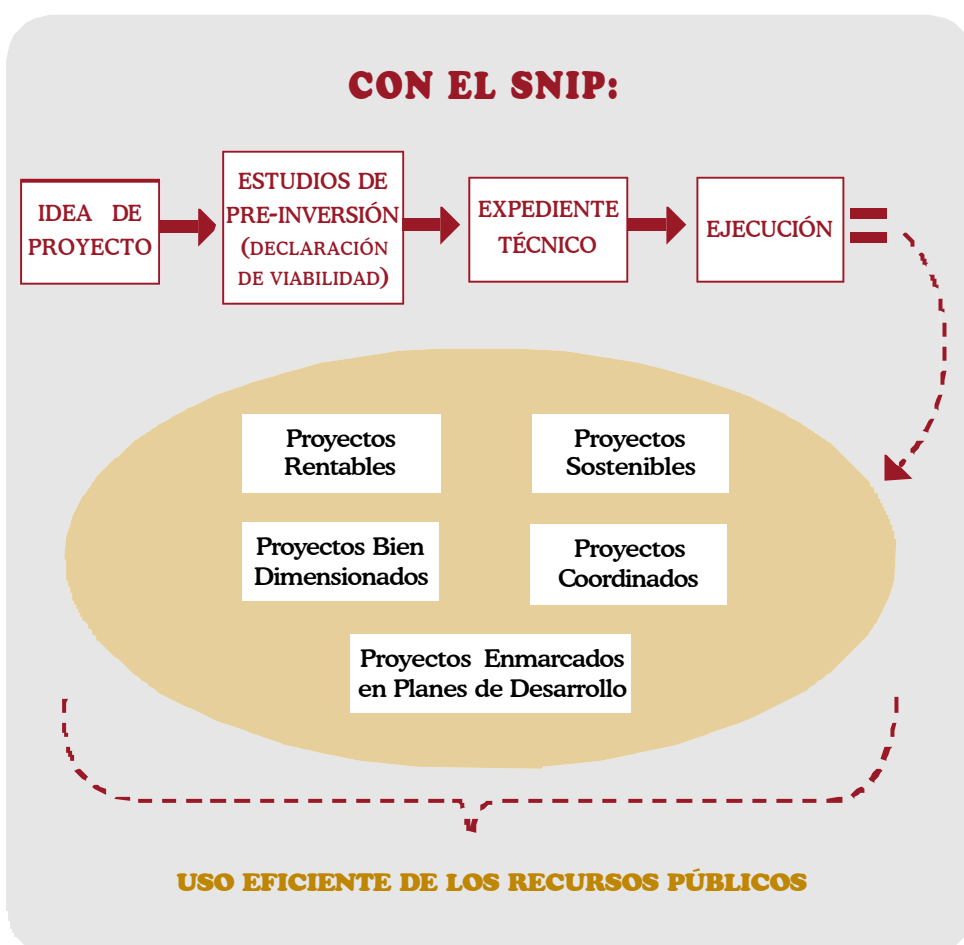 CON EL SNIP:
IDEA DE
PROYECTO
ESTUDIOS DE
PRE-INVERSIÓN
(DECLARACIÓN
DE VIABILIDAD)
EXPEDIENTE
TÉCNICO
EJECUCIÓN
Proyectos
Rentables
Proyectos
Sostenibles
Proyectos Bien
Dimensionados
Proyectos
Coordinados
Proyectos Enmarcados
en Planes de Desarrollo
USO EFICIENTE DE LOS RECURSOS PÚBLICOS